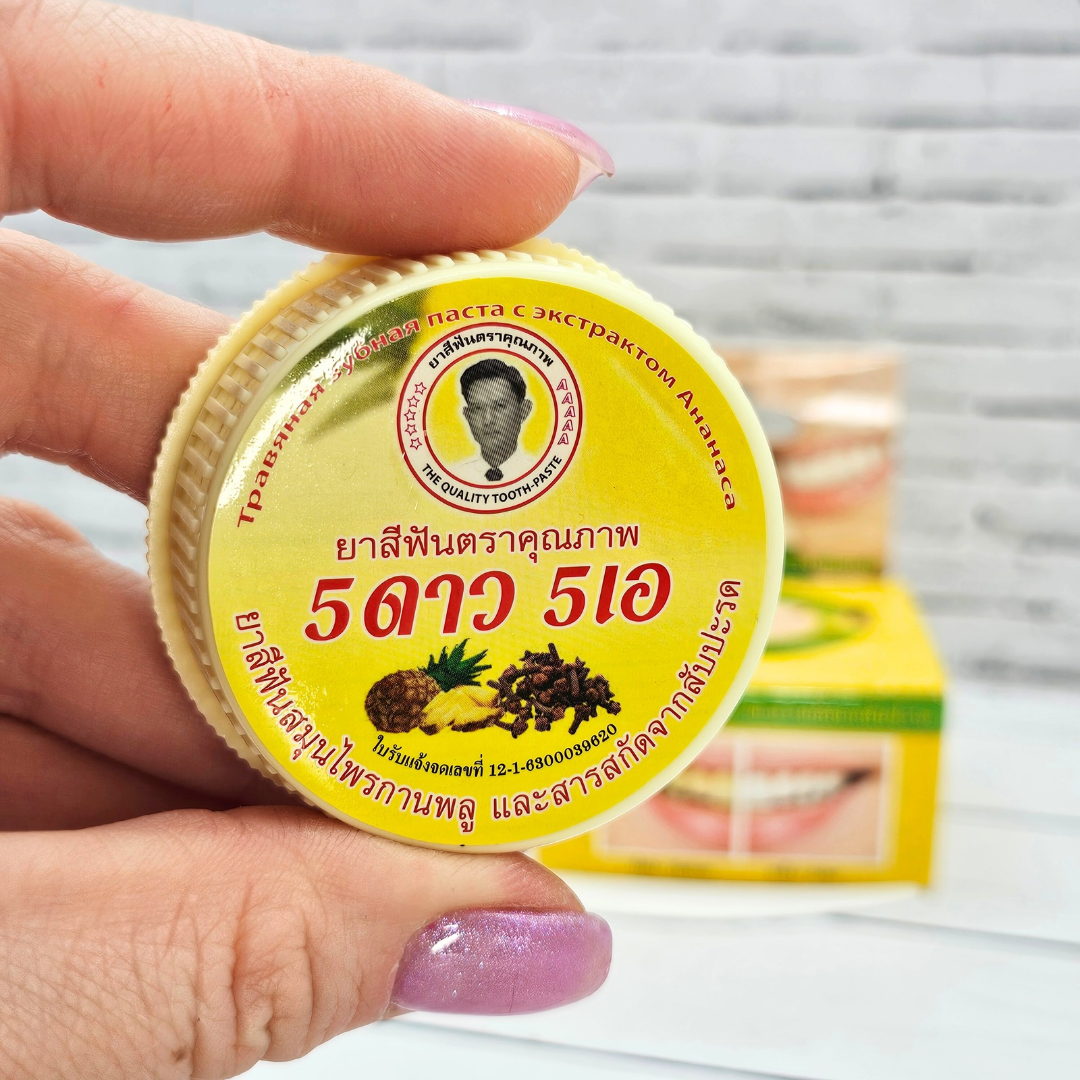 Травяная зубная паста с экстрактом Ананаса
ยาสีฟันตราคุณภาพ
AAAAA
THE QUALITY TOOTH-PASTE
ยาสีฟันตราคุณภาพ
5ดาว 5เอ
ใบรับแจ้งจดเลขที่ 12-1-6300039620
ยาสีฟันสมุนไพรกานพลู และสารสกัดจากสับปะรด